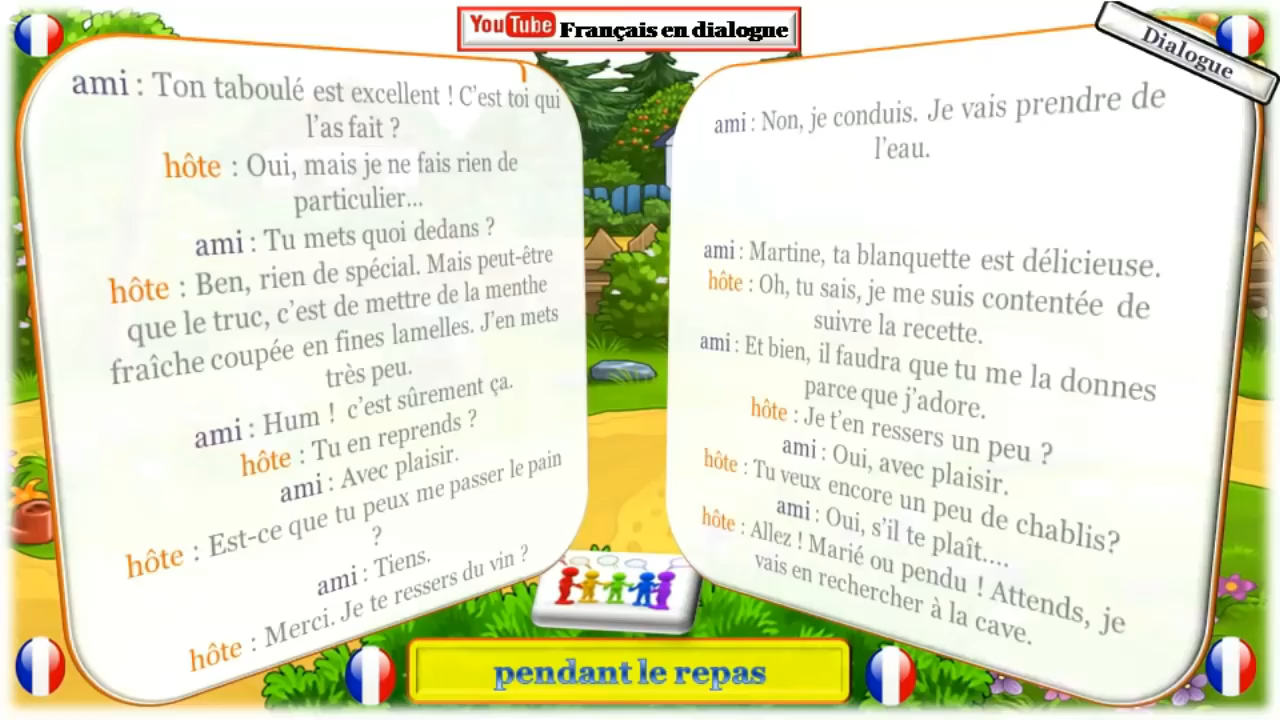 YouTube Français en dialogue
Dialogue
ami : Ton taboulé est excellent ! C’est toi qui
l’as fait ?
hôte : Oui, mais je ne fais rien de
particulier...
ami : Tu mets quoi dedans ?
hôte : Ben, rien de spécial. Mais peut-être
que le truc, c’est de mettre de la menthe
fraîche coupée en fines lamelles. J’en mets
très peu.
ami : Hum ! c’est sûrement ça.
hôte : Tu en reprends ?
ami : Avec plaisir.
hôte : Est-ce que tu peux me passer le pain
?
ami : Tiens.
hôte : Merci. Je te ressers du vin ?
ami : Non, je conduis. Je vais prendre de
l’eau.
ami : Martine, ta blanquette est délicieuse.
hôte : Oh, tu sais, je me suis contentée de
suivre la recette.
ami : Et bien, il faudra que tu me la donnes
parce que j’adore.
hôte : Je t’en ressers un peu ?
ami : Oui, avec plaisir.
hôte : Tu veux encore un peu de chablis?
ami : Oui, s’il te plaît....
hôte : Allez ! Marié ou pendu ! Attends, je
vais en rechercher à la cave.
pendant le repas